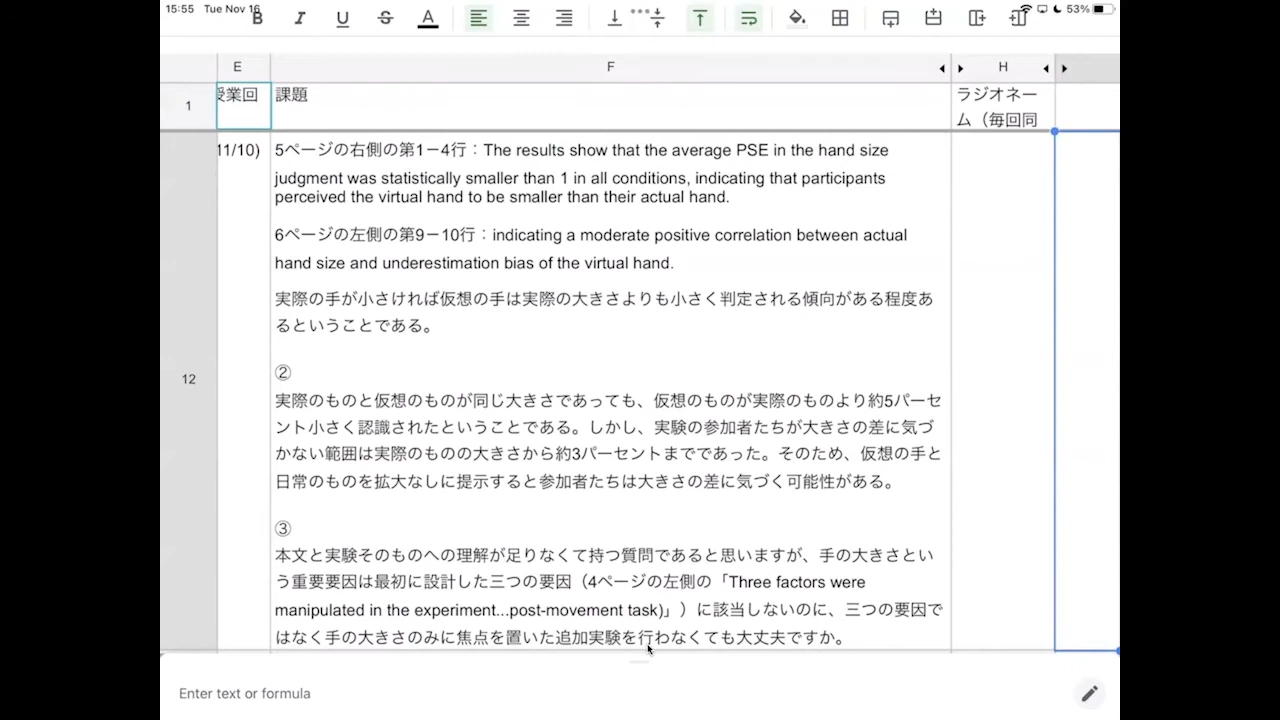 15:55 Tue Nov 16
53%
B I U S A
E F H
1
授業回
課題
ラジオネー
ム（毎回同
12
11/10)
5ページの右側の第1－4行：The results show that the average PSE in the hand size
judgment was statistically smaller than 1 in all conditions, indicating that participants
perceived the virtual hand to be smaller than their actual hand.
6ページの左側の第9－10行：indicating a moderate positive correlation between actual
hand size and underestimation bias of the virtual hand.
実際の手が小さければ仮想の手は実際の大きさよりも小さく判定される傾向がある程度あ
るということである。
②
実際のものと仮想のものが同じ大きさであっても、仮想のものが実際のものより約5パーセ
ント小さく認識されたということである。しかし、実験の参加者たちが大きさの差に気づ
かない範囲は実際のものの大きさから約3パーセントまでであった。そのため、仮想の手と
日常のものを拡大なしに提示すると参加者たちは大きさの差に気づく可能性がある。
③
本文と実験そのものへの理解が足りなくて持つ質問であると思いますが、手の大きさとい
う重要要因は最初に設計した三つの要因（4ページの左側の「Three factors were
manipulated in the experiment...post-movement task)」）に該当しないのに、三つの要因で
はなく手の大きさのみに焦点を置いた追加実験を行わなくても大丈夫ですか。
Enter text or formula